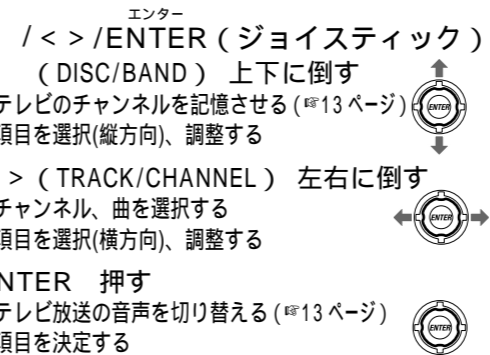 エンター
/ < > /ENTER ( ジョイスティック )
( DISC/BAND ) 上下に倒す
テレビのチャンネルを記憶させる ( ☞13 ページ )
項目を選択(縦方向)、調整する
ENTER
> ( TRACK/CHANNEL ) 左右に倒す
チャンネル、曲を選択する
項目を選択(横方向)、調整する
ENTER
NTER 押す
テレビ放送の音声を切り替える ( ☞13 ページ )
項目を決定する
ENTER